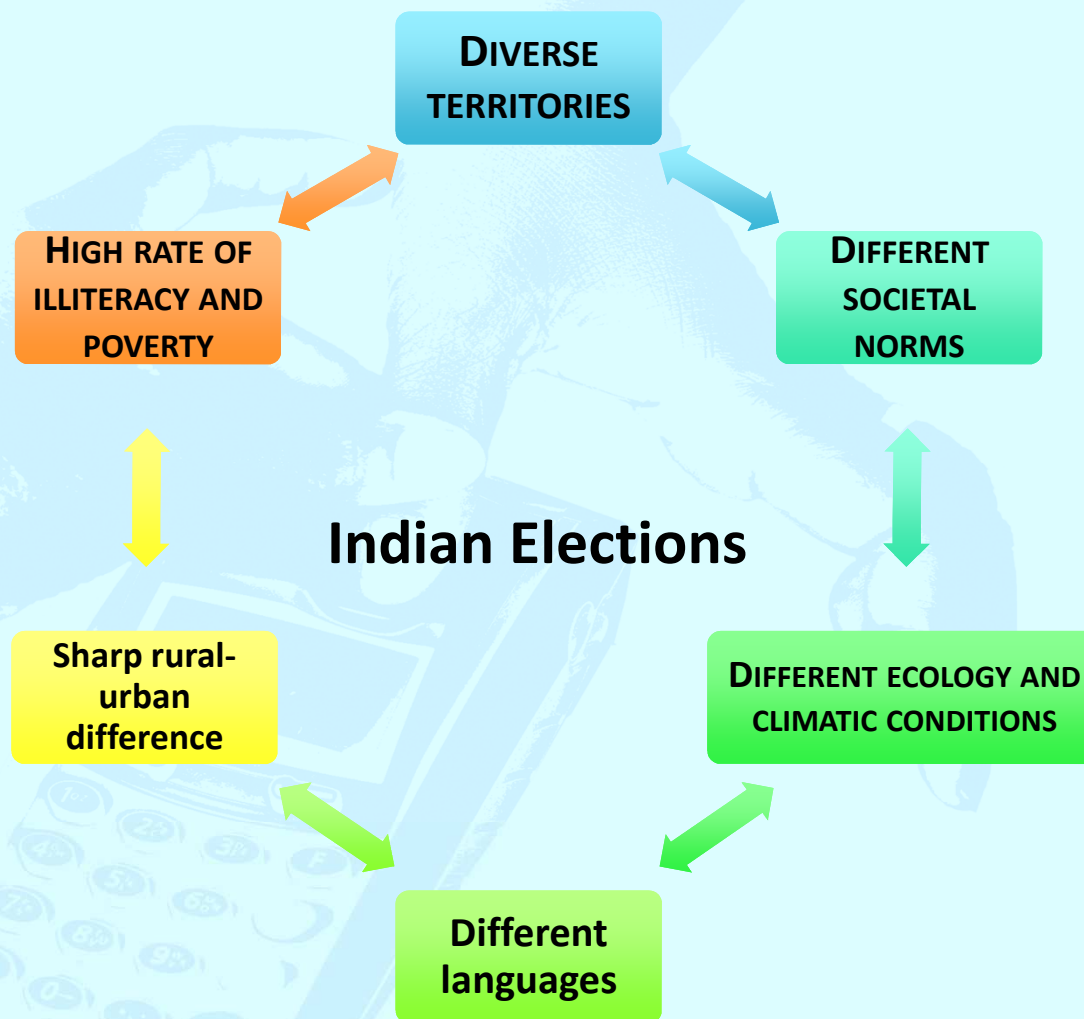 DIVERSE
TERRITORIES
HIGH RATE OF
ILLITERACY AND
POVERTY
DIFFERENT
SOCIETAL
NORMS
Indian Elections
Sharp rural-
urban
difference
DIFFERENT ECOLOGY AND
CLIMATIC CONDITIONS
Different
languages